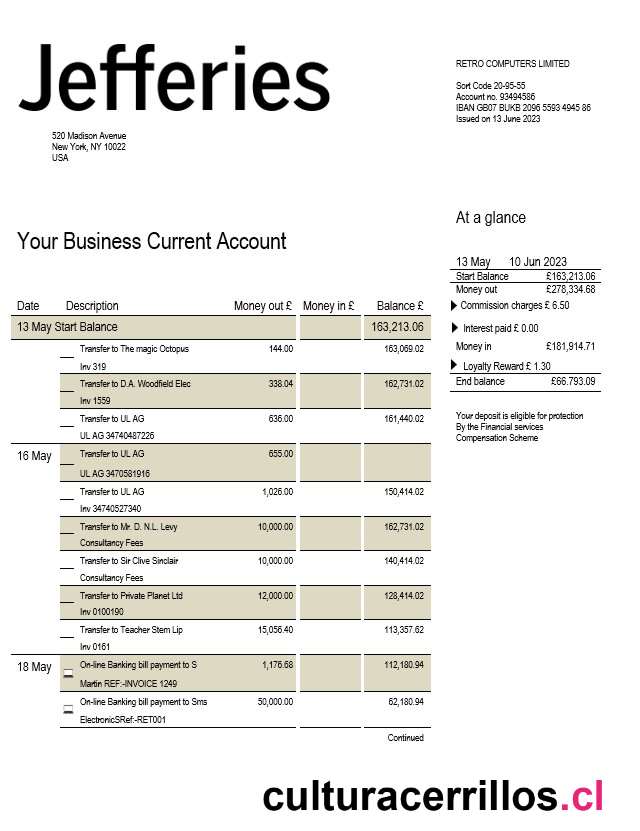 Jefferies
520 Madison Avenue
New York, NY 10022
USA
RETRO COMPUTERS LIMITED
Sort Code 20-95-55
Account no. 93494586
IBAN GB07 BUKB 2096 5593 4945 86
Issued on 13 June 2023
At a glance
13 May 10 Jun 2023
Start Balance £163,213.06
Money out £278,334.68
Commission charges £ 6.50
Interest paid £ 0.00
Money in £181,914.71
Loyalty Reward £ 1.30
End balance £66.793.09
Your deposit is eligible for protection
By the Financial services
Compensation Scheme
Your Business Current Account
Date Description Money out £ Money in £ Balance £
13 May Start Balance 163,213.06
Transfer to The magic Octopus 144.00 163,069.02
Inv 319
Transfer to D.A. Woodfield Elec 338.04 162,731.02
Inv 1559
Transfer to UL AG 636.00 161,440.02
UL AG 34740487226
16 May Transfer to UL AG 655.00
UL AG 3470581916
Transfer to UL AG 1,026.00 150,414.02
Inv 34740527340
Transfer to Mr. D. N.L. Levy 10,000.00 162,731.02
Consultancy Fees
Transfer to Sir Clive Sinclair 10,000.00 140,414.02
Consultancy Fees
Transfer to Private Planet Ltd 12,000.00 128,414.02
Inv 0100190
Transfer to Teacher Stem Lip 15,056.40 113,357.62
Inv 0161
18 May On-line Banking bill payment to S 1,176.68 112,180.94
Martin REF:-INVOICE 1249
On-line Banking bill payment to Sms 50,000.00 62,180.94
ElectronicSRef:-RET001
Continued
culturacerrillos.cl